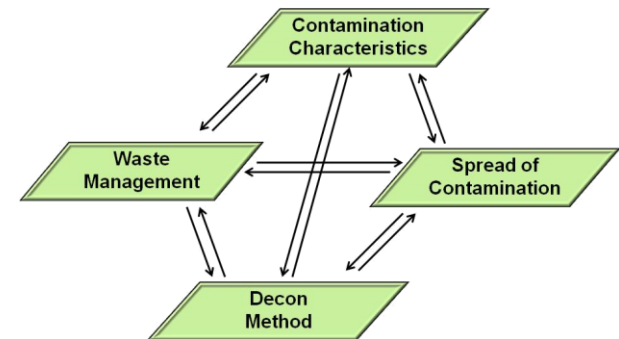 Contamination
Characteristics
Waste
Management
Spread of
Contamination
Decon
Method